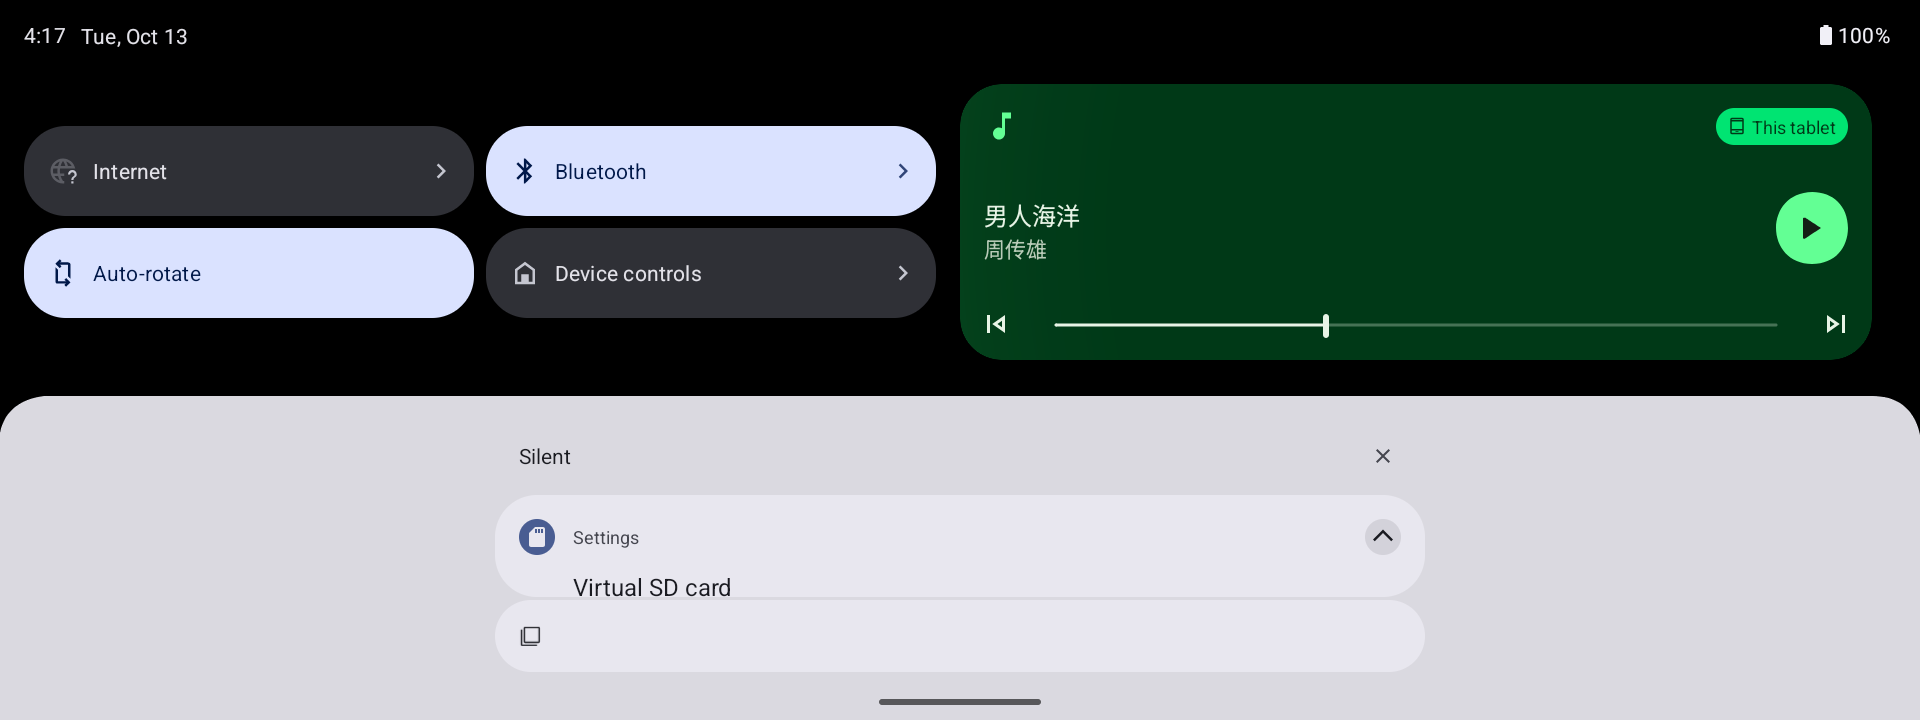 4:17 Tue, Oct 13
100%
Internet
Bluetooth
Auto-rotate
Device controls
This tablet
男人海洋
周传雄
Silent
Settings
Virtual SD card